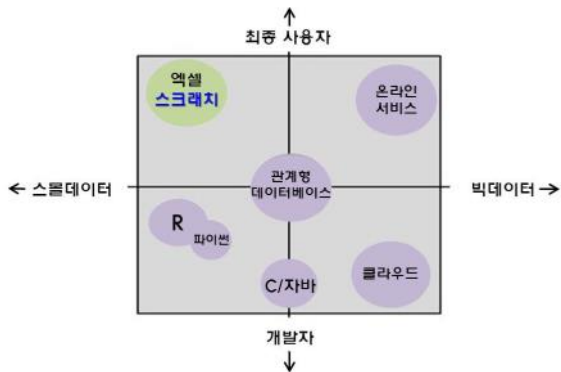 최종 사용자
엑셀
스크래치
온라인
서비스
관계형
데이터베이스
스몰데이터
빅데이터
R
파이썬
C/자바
클라우드
개발자